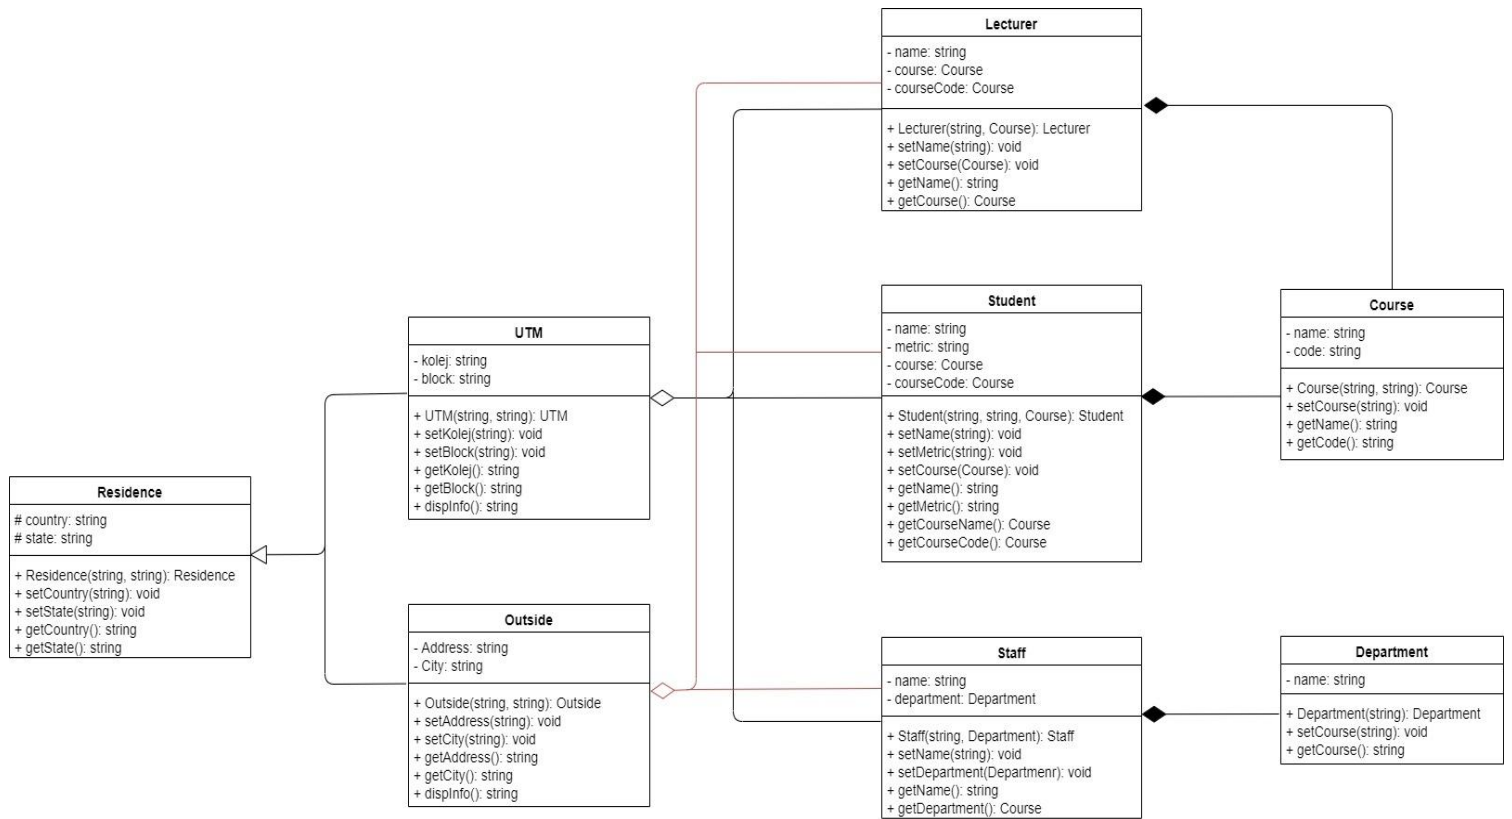 Lecturer
- name: string
- course: Course
- courseCode: Course
+ Lecturer(string, Course): Lecturer
+ setName(string): void
+ setCourse(Course): void
+ getName(): string
+ getCourse(): Course
Student
- name: string
- metric: string
- course: Course
- courseCode: Course
+ Student(string, string, Course): Student
+ setName(string): void
+ setMetric(string): void
+ setCourse(Course): void
+ getName(): string
+ getMetric(): string
+ getCourseName(): Course
+ getCourseCode(): Course
Course
- name: string
- code: string
+ Course(string, string): Course
+ setCourse(string): void
+ getName(): string
+ getCode(): string
UTM
- kolej: string
- block: string
+ UTM(string, string): UTM
+ setKolej(string): void
+ setBlock(string): void
+ getKolej(): string
+ getBlock(): string
+ dispInfo(): string
Residence
# country: string
# state: string
+ Residence(string, string): Residence
+ setCountry(string): void
+ setState(string): void
+ getCountry(): string
+ getState(): string
Outside
- Address: string
- City: string
+ Outside(string, string): Outside
+ setAddress(string): void
+ setCity(string): void
+ getAddress(): string
+ getCity(): string
+ dispInfo(): string
Staff
- name: string
- department: Department
+ Staff(string, Department): Staff
+ setName(string): void
+ setDepartment(Departmenr): void
+ getName(): string
+ getDepartment(): Course
Department
- name: string
+ Department(string): Department
+ setCourse(string): void
+ getCourse(): string